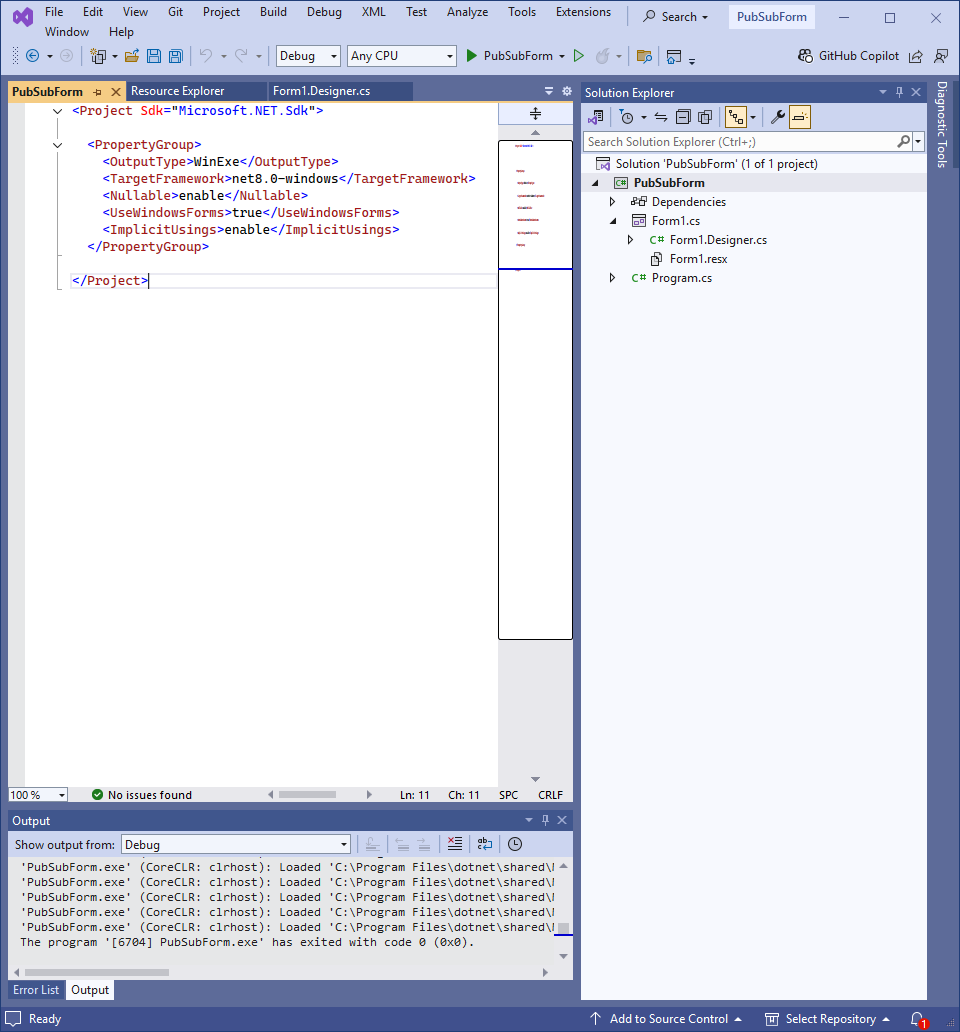 File Edit View Git Project Build Debug XML Test Analyze Tools Extensions Search PubSubForm
Window Help
Debug Any CPU PubSubForm GitHub Copilot
PubSubForm Resource Explorer Form1.Designer.cs
<Project Sdk="Microsoft.NET.Sdk">
<PropertyGroup>
<OutputType>WinExe</OutputType>
<TargetFramework>net8.0-windows</TargetFramework>
<Nullable>enable</Nullable>
<UseWindowsForms>true</UseWindowsForms>
<ImplicitUsings>enable</ImplicitUsings>
</PropertyGroup>
</Project>
100 % No issues found Ln: 11 Ch: 11 SPC CRLF
Solution Explorer
Search Solution Explorer (Ctrl+;)
Solution 'PubSubForm' (1 of 1 project)
C# PubSubForm
Dependencies
Form1.cs
C# Form1.Designer.cs
Form1.resx
C# Program.cs
Diagnostic Tools
Output
Show output from: Debug
'PubSubForm.exe' (CoreCLR: clrhost): Loaded 'C:\Program Files\dotnet\shared\
'PubSubForm.exe' (CoreCLR: clrhost): Loaded 'C:\Program Files\dotnet\shared\
'PubSubForm.exe' (CoreCLR: clrhost): Loaded 'C:\Program Files\dotnet\shared\
'PubSubForm.exe' (CoreCLR: clrhost): Loaded 'C:\Program Files\dotnet\shared\
'PubSubForm.exe' (CoreCLR: clrhost): Loaded 'C:\Program Files\dotnet\shared\
The program '[6704] PubSubForm.exe' has exited with code 0 (0x0).
Error List Output
Ready Add to Source Control Select Repository 1